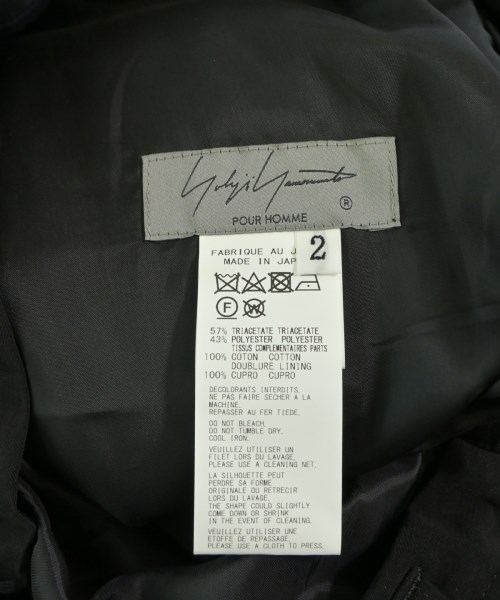 Yohji Yamamoto
®
POUR HOMME
2
FABRIQUE AU J
MADE IN JAP
F W
57% TRIACETATE TRIACETATE
43% POLYESTER POLYESTER
TISSUS COMPLEMENTAIRES PARTS
100% COTON COTTON
DOUBLURE LINING
100% CUPRO CUPRO
DECOLORANTS INTERDITS,
NE PAS FAIRE SECHER A LA
MACHINE.
REPASSER AU FER TIEDE.
DO NOT BLEACH.
DO NOT TUMBLE DRY.
COOL IRON.
VEUILLEZ UTILISER UN
FILET LORS DU LAVAGE.
PLEASE USE A CLEANING NET.
LA SILHOUETTE PEUT
PERDRE SA FORME
ORIGINALE OU RETRECIR
LORS DU LAVAGE.
THE SHAPE COULD SLIGHTLY
COME DOWN OR SHRINK
IN THE EVENT OF CLEANING.
VEUILLEZ UTILISER UNE
ETOFFE DE REPASSAGE.
PLEASE USE A CLOTH TO PRESS.